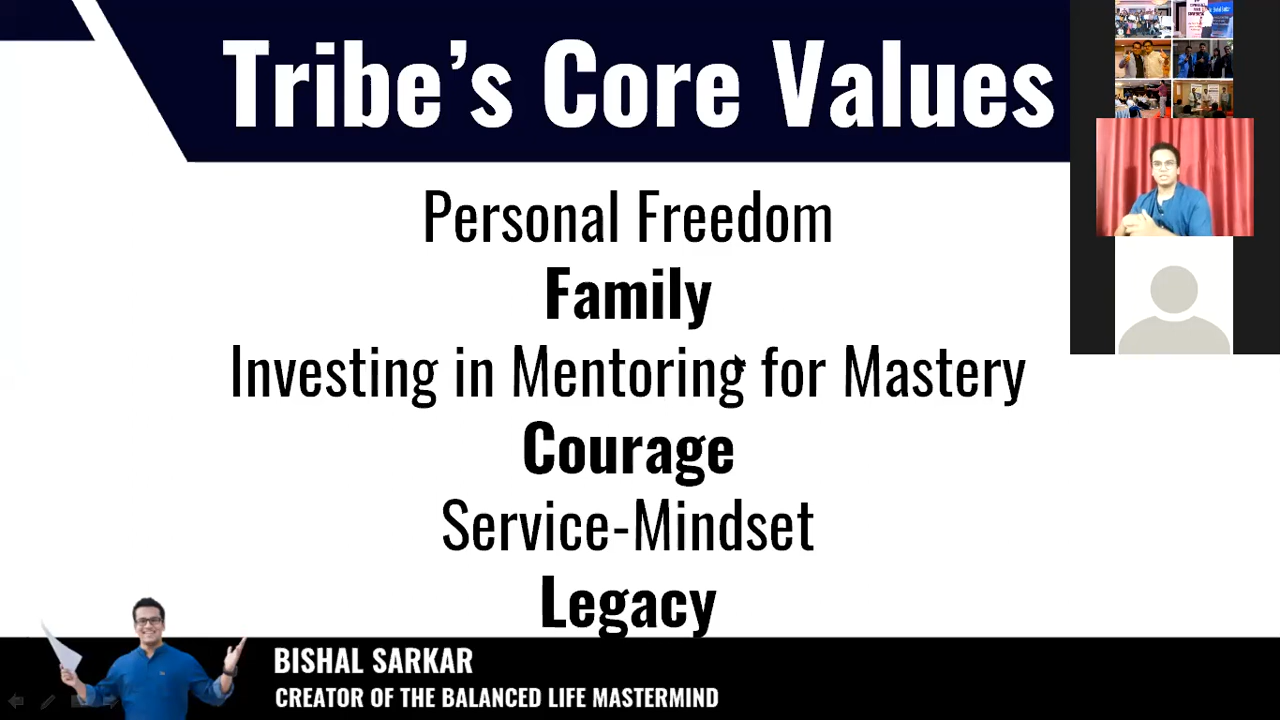 Tribe's Core Values
Personal Freedom
Family
Investing in Mentoring for Mastery
Courage
Service-Mindset
Legacy
BISHAL SARKAR
CREATOR OF THE BALANCED LIFE MASTERMIND